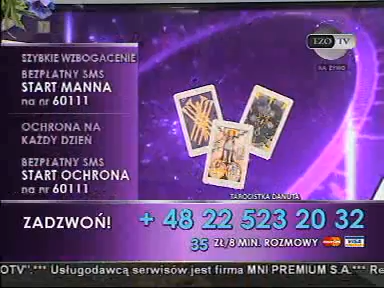 EZO TV
NA ŻYWO
SZYBKIE WZBOGACENIE
BEZPŁATNY SMS
START MANNA
na nr 60111
OCHRONA NA
KAŻDY DZIEŃ
BEZPŁATNY SMS
START OCHRONA
na nr 60111
TAROCISTKA DANUTA
ZADZWOŃ!
+ 48 22 523 20 32
35 ZŁ/8 MIN. ROZMOWY
VISA
OTV".*** Usługodawcą serwisów jest firma MNI PREMIUM S.A.*** Re